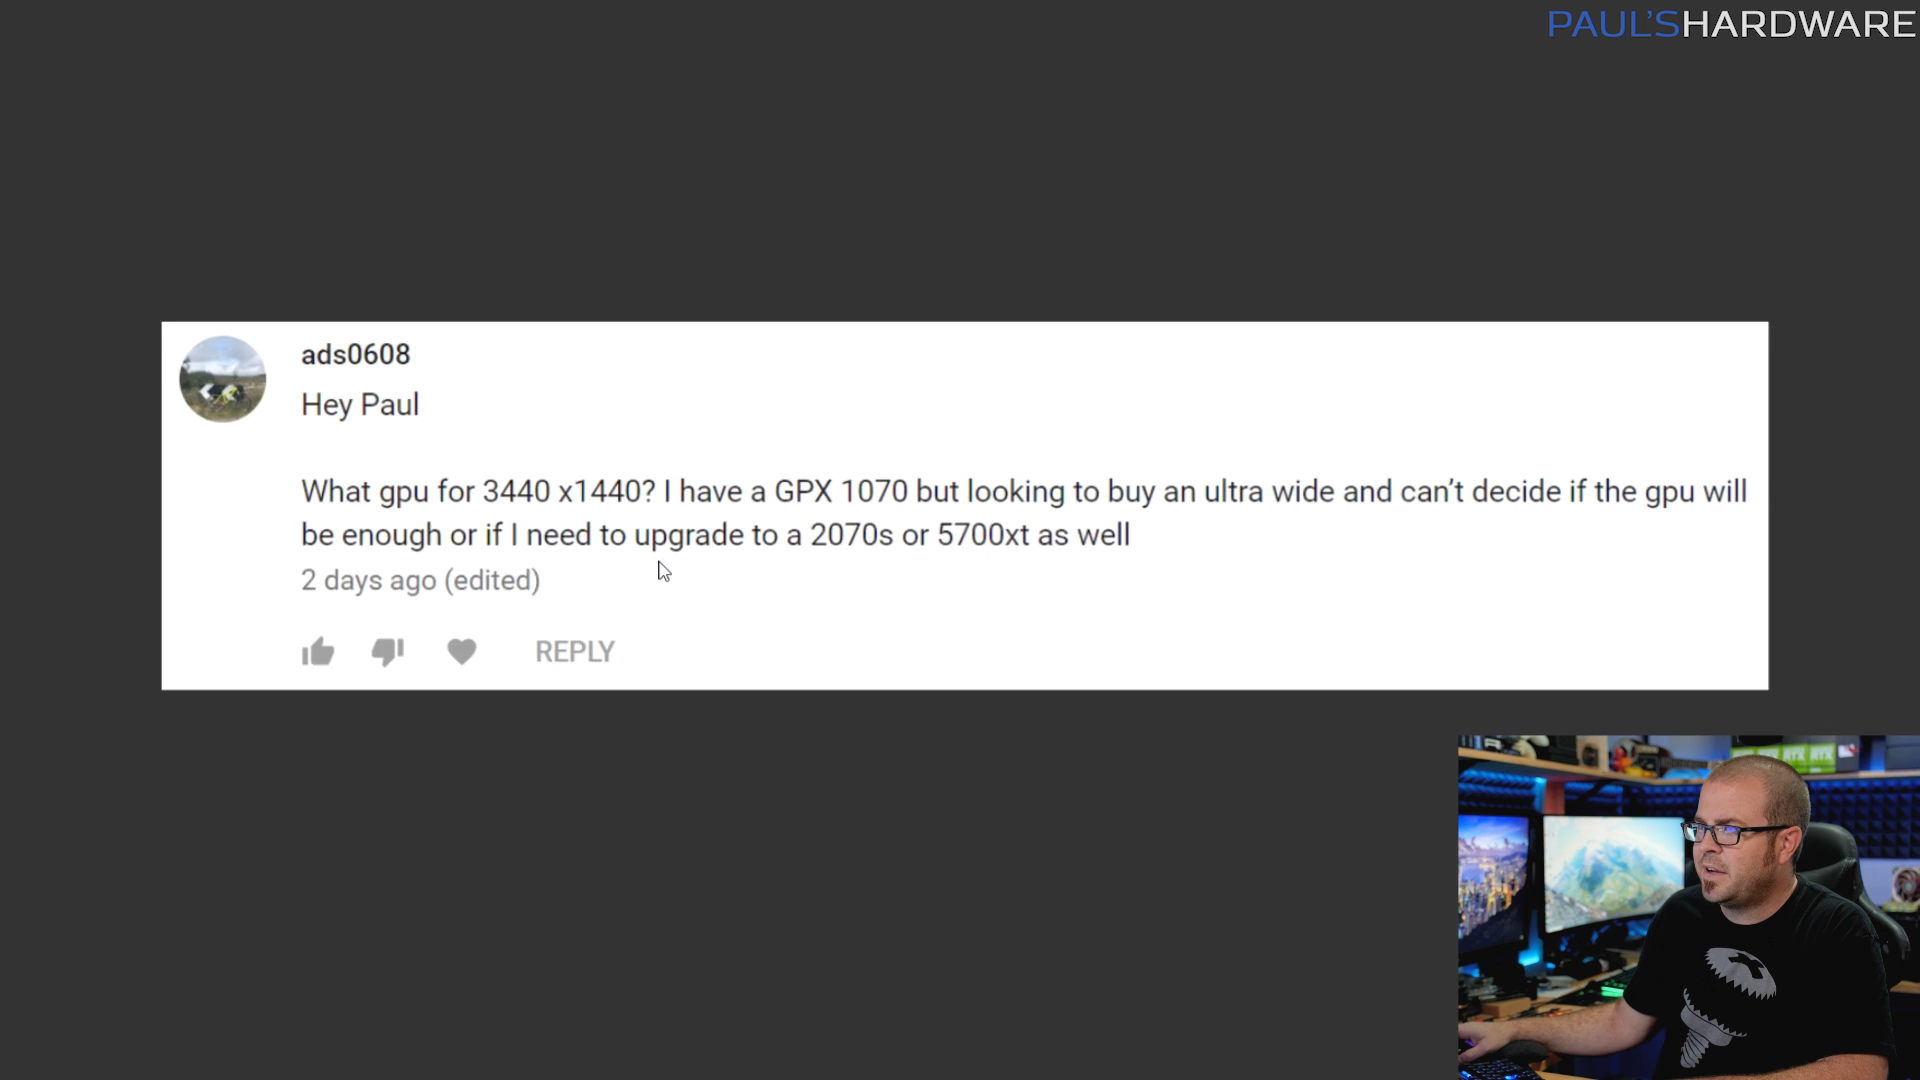 PAUL'SHARDWARE
ads0608
Hey Paul
What gpu for 3440 x1440? I have a GPX 1070 but looking to buy an ultra wide and can't decide if the gpu will
be enough or if I need to upgrade to a 2070s or 5700xt as well
2 days ago (edited)
REPLY
RTX RTX